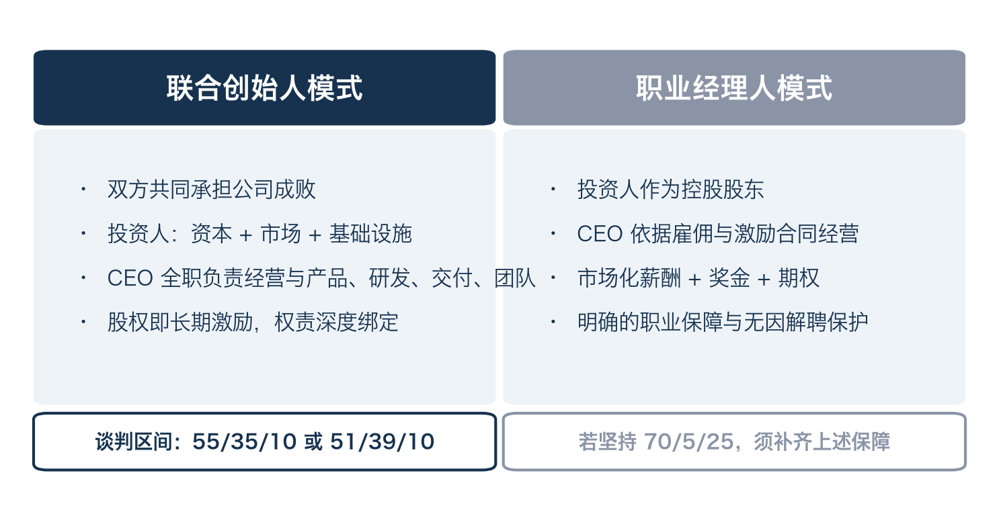 联合创始人模式
· 双方共同承担公司成败
· 投资人：资本 + 市场 + 基础设施
· CEO 全职负责经营与产品、研发、交付、团队
· 股权即长期激励，权责深度绑定
谈判区间：55/35/10 或 51/39/10
职业经理人模式
· 投资人作为控股股东
· CEO 依据雇佣与激励合同经营
· 市场化薪酬 + 奖金 + 期权
· 明确的职业保障与无因解聘保护
若坚持 70/5/25，须补齐上述保障